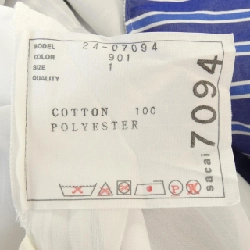 MODEL 24-07094
COLOR 901
SIZE 1
QUALITY
COTTON 100
POLYESTER
sacai 7094